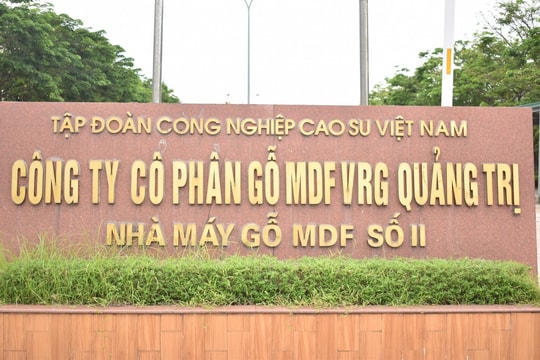 TẬP ĐOÀN CÔNG NGHIỆP CAO SU VIỆT NAM
CÔNG TY CỔ PHẦN GỖ MDF VRG QUẢNG TRỊ
NHÀ MÁY GỖ MDF SỐ II